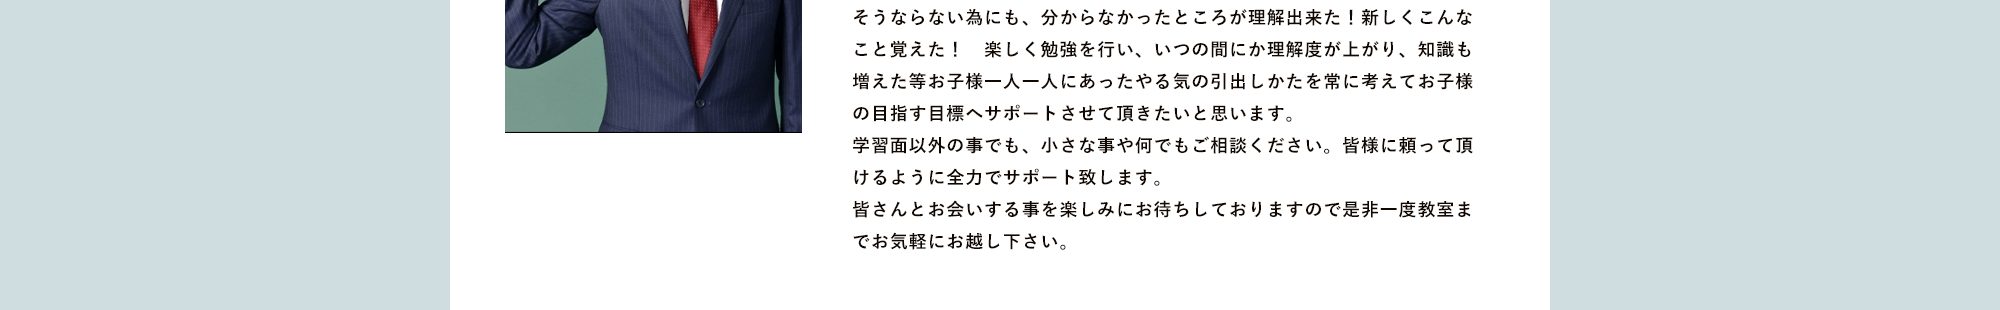 そうならない為にも、分からなかったところが理解出来た！新しくこんな
こと覚えた！　楽しく勉強を行い、いつの間にか理解度が上がり、知識も
増えた等お子様一人一人にあったやる気の引出しかたを常に考えてお子様
の目指す目標へサポートさせて頂きたいと思います。
学習面以外の事でも、小さな事や何でもご相談ください。皆様に頼って頂
けるように全力でサポート致します。
皆さんとお会いする事を楽しみにお待ちしておりますので是非一度教室ま
でお気軽にお越し下さい。